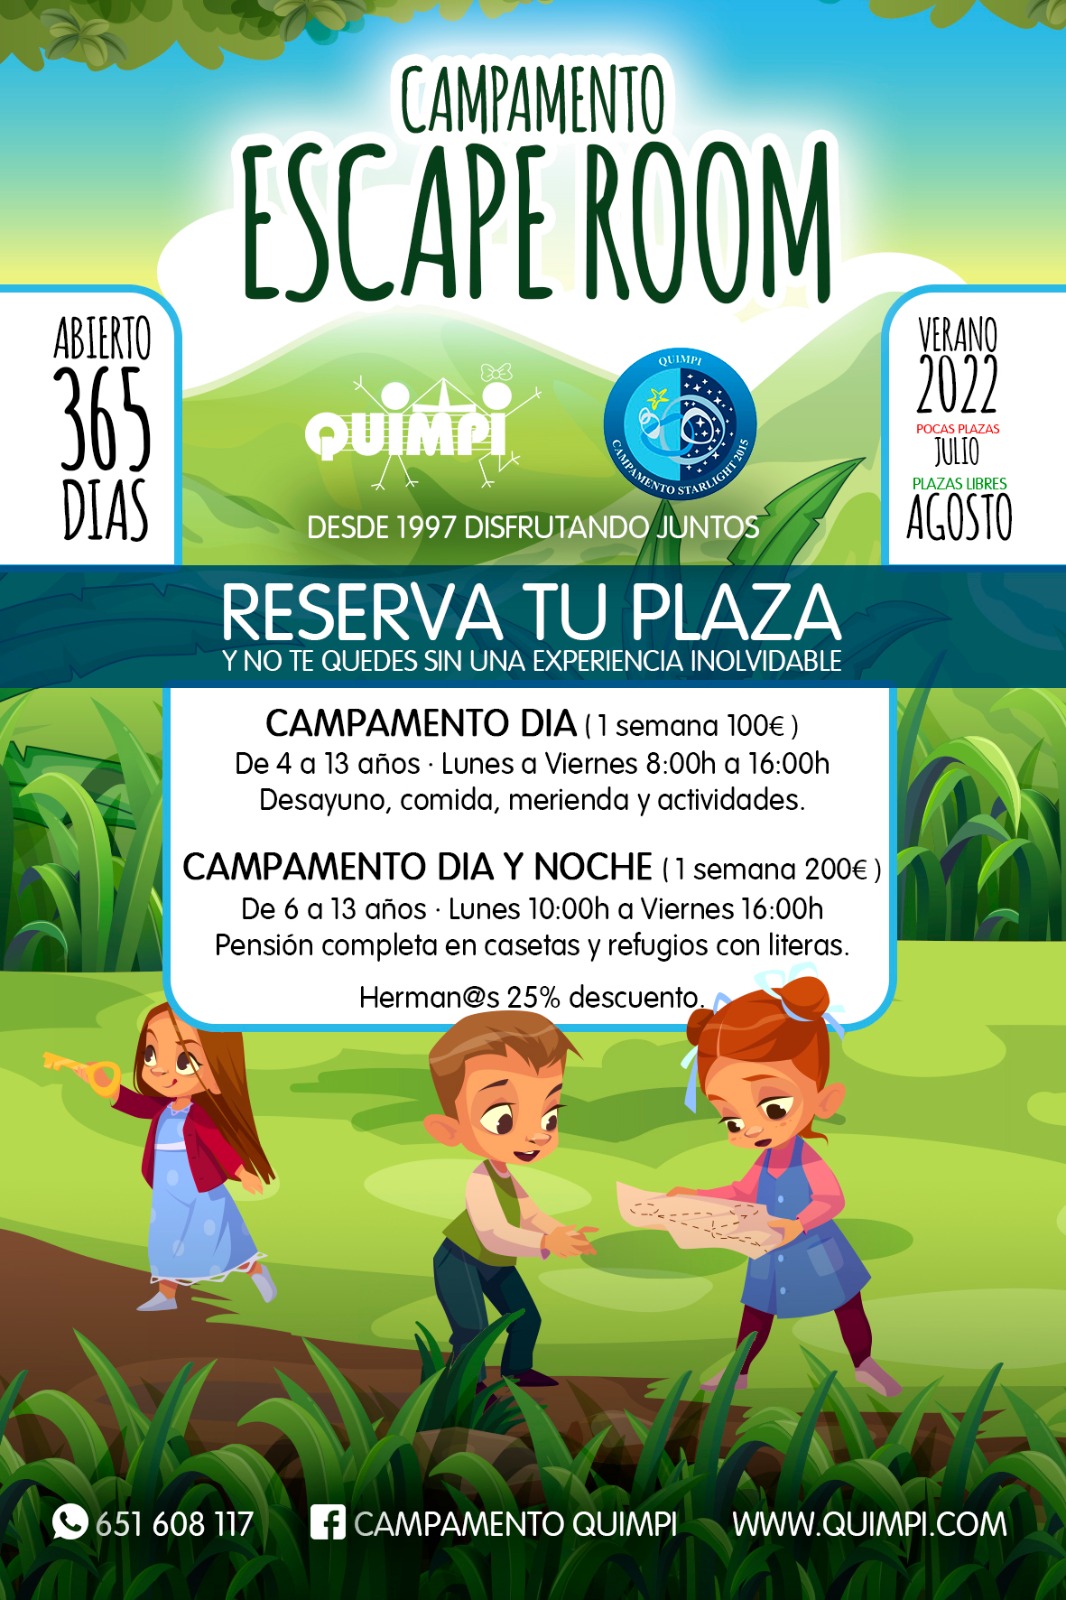 CAMPAMENTO
ESCAPE ROOM
ABIERTO
365
DIAS
QUIMPI
QUIMPI
CAMPAMENTO STARLIGHT 2015
DESDE 1997 DISFRUTANDO JUNTOS
VERANO
2022
POCAS PLAZAS
JULIO
PLAZAS LIBRES
AGOSTO
RESERVA TU PLAZA
Y NO TE QUEDES SIN UNA EXPERIENCIA INOLVIDABLE
CAMPAMENTO DIA ( 1 semana 100€ )
De 4 a 13 años · Lunes a Viernes 8:00h a 16:00h
Desayuno, comida, merienda y actividades.
CAMPAMENTO DIA Y NOCHE ( 1 semana 200€ )
De 6 a 13 años · Lunes 10:00h a Viernes 16:00h
Pensión completa en casetas y refugios con literas.
Herman@s 25% descuento.
651 608 117
CAMPAMENTO QUIMPI
WWW.QUIMPI.COM